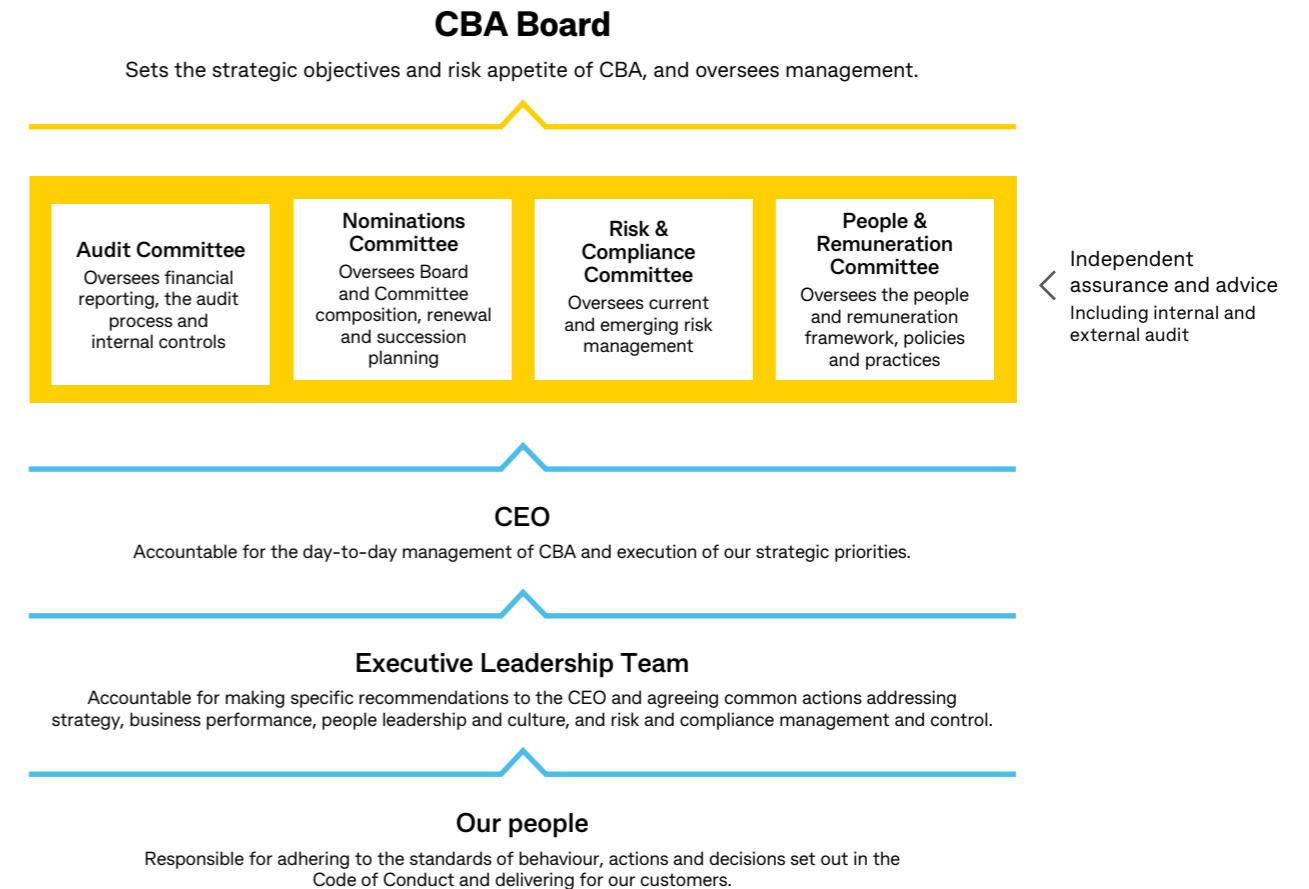 CBA Board
Sets the strategic objectives and risk appetite of CBA, and oversees management.
Audit Committee
Oversees financial
reporting, the audit
process and
internal controls
Nominations
Committee
Oversees Board
and Committee
composition, renewal
and succession
planning
Risk &
Compliance
Committee
Oversees current
and emerging risk
management
People &
Remuneration
Committee
Oversees the people
and remuneration
framework, policies
and practices
Independent
assurance and advice
Including internal and
external audit
CEO
Accountable for the day-to-day management of CBA and execution of our strategic priorities.
Executive Leadership Team
Accountable for making specific recommendations to the CEO and agreeing common actions addressing
strategy, business performance, people leadership and culture, and risk and compliance management and control.
Our people
Responsible for adhering to the standards of behaviour, actions and decisions set out in the
Code of Conduct and delivering for our customers.